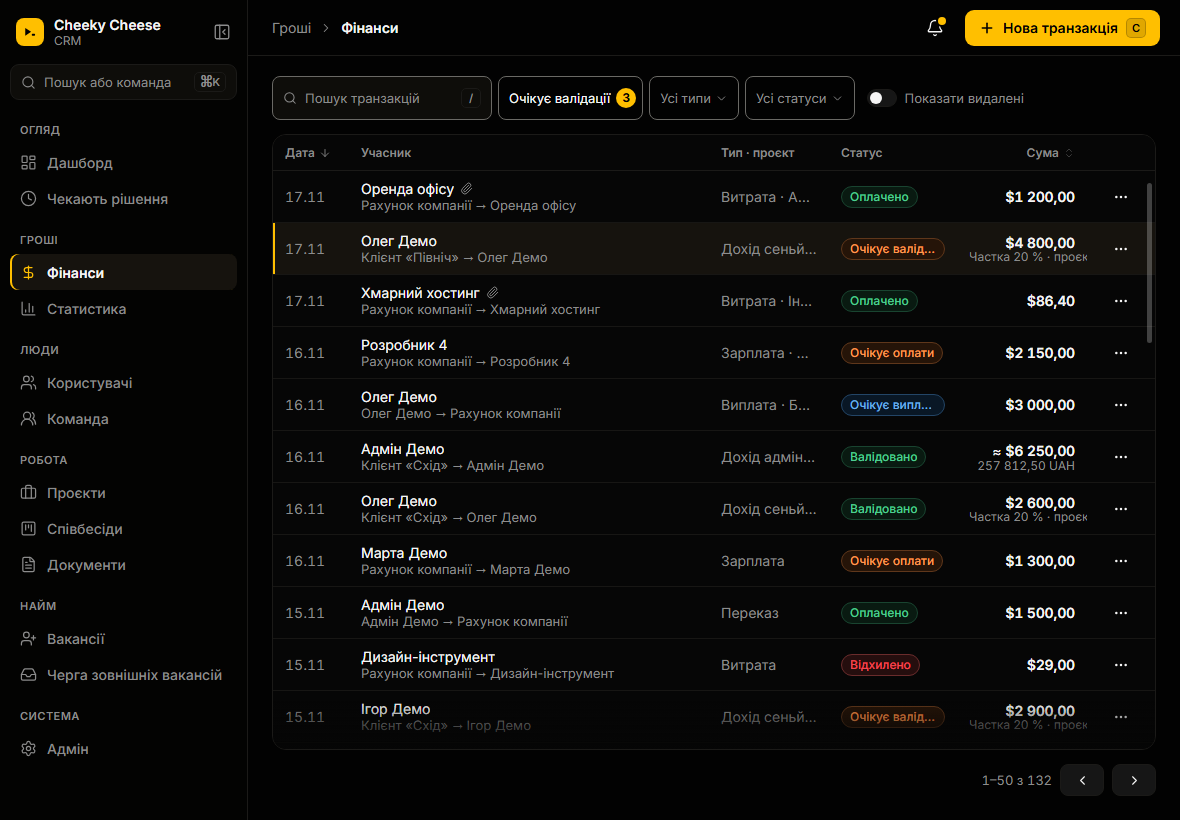 Cheeky Cheese
CRM
Пошук або команда ⌘K
ОГЛЯД
Дашборд
Чекають рішення
ГРОШІ
Фінанси
Статистика
ЛЮДИ
Користувачі
Команда
РОБОТА
Проєкти
Співбесіди
Документи
НАЙМ
Вакансії
Черга зовнішніх вакансій
СИСТЕМА
Адмін
Гроші > Фінанси
+ Нова транзакція C
Пошук транзакцій /
Очікує валідації 3
Усі типи
Усі статуси
Показати видалені
Дата ↓ Учасник Тип · проєкт Статус Сума
17.11 Оренда офісу Витрата · А... Оплачено $1 200,00 ...
Рахунок компанії → Оренда офісу
17.11 Олег Демо Дохід сеньй... Очікує валід... $4 800,00 ...
Клієнт «Північ» → Олег Демо Частка 20 % · проєк
17.11 Хмарний хостинг Витрата · Ін... Оплачено $86,40 ...
Рахунок компанії → Хмарний хостинг
16.11 Розробник 4 Зарплата · ... Очікує оплати $2 150,00 ...
Рахунок компанії → Розробник 4
16.11 Олег Демо Виплата · Б... Очікує випл... $3 000,00 ...
Олег Демо → Рахунок компанії
16.11 Адмін Демо Дохід адмін... Валідовано ≈ $6 250,00 ...
Клієнт «Схід» → Адмін Демо 257 812,50 UAH
16.11 Олег Демо Дохід сеньй... Валідовано $2 600,00 ...
Клієнт «Схід» → Олег Демо Частка 20 % · проєк
16.11 Марта Демо Зарплата Очікує оплати $1 300,00 ...
Рахунок компанії → Марта Демо
15.11 Адмін Демо Переказ Оплачено $1 500,00 ...
Адмін Демо → Рахунок компанії
15.11 Дизайн-інструмент Витрата Відхилено $29,00 ...
Рахунок компанії → Дизайн-інструмент
15.11 Ігор Демо Дохід сеньй... Очікує валід... $2 900,00 ...
Клієнт «Схід» → Ігор Демо Частка 20 % · проєк
1–50 з 132